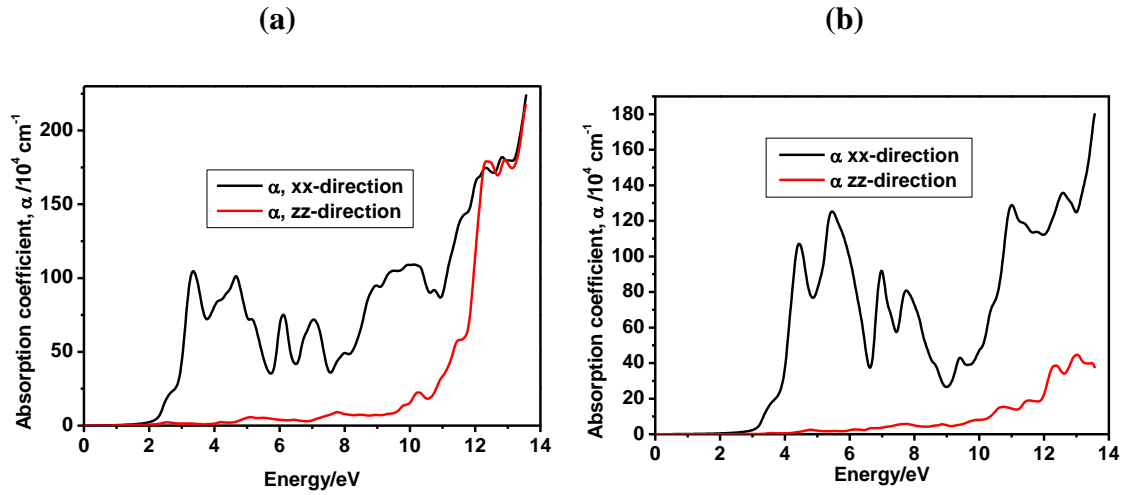 (a)
(b)
Absorption coefficient, α /10⁴ cm⁻¹
200
150
100
50
0
α, xx-direction
α, zz-direction
0 2 4 6 8 10 12 14
Energy/eV
Absorption coefficient, α /10⁴ cm⁻¹
180
160
140
120
100
80
60
40
20
0
α xx-direction
α zz-direction
0 2 4 6 8 10 12 14
Energy/eV